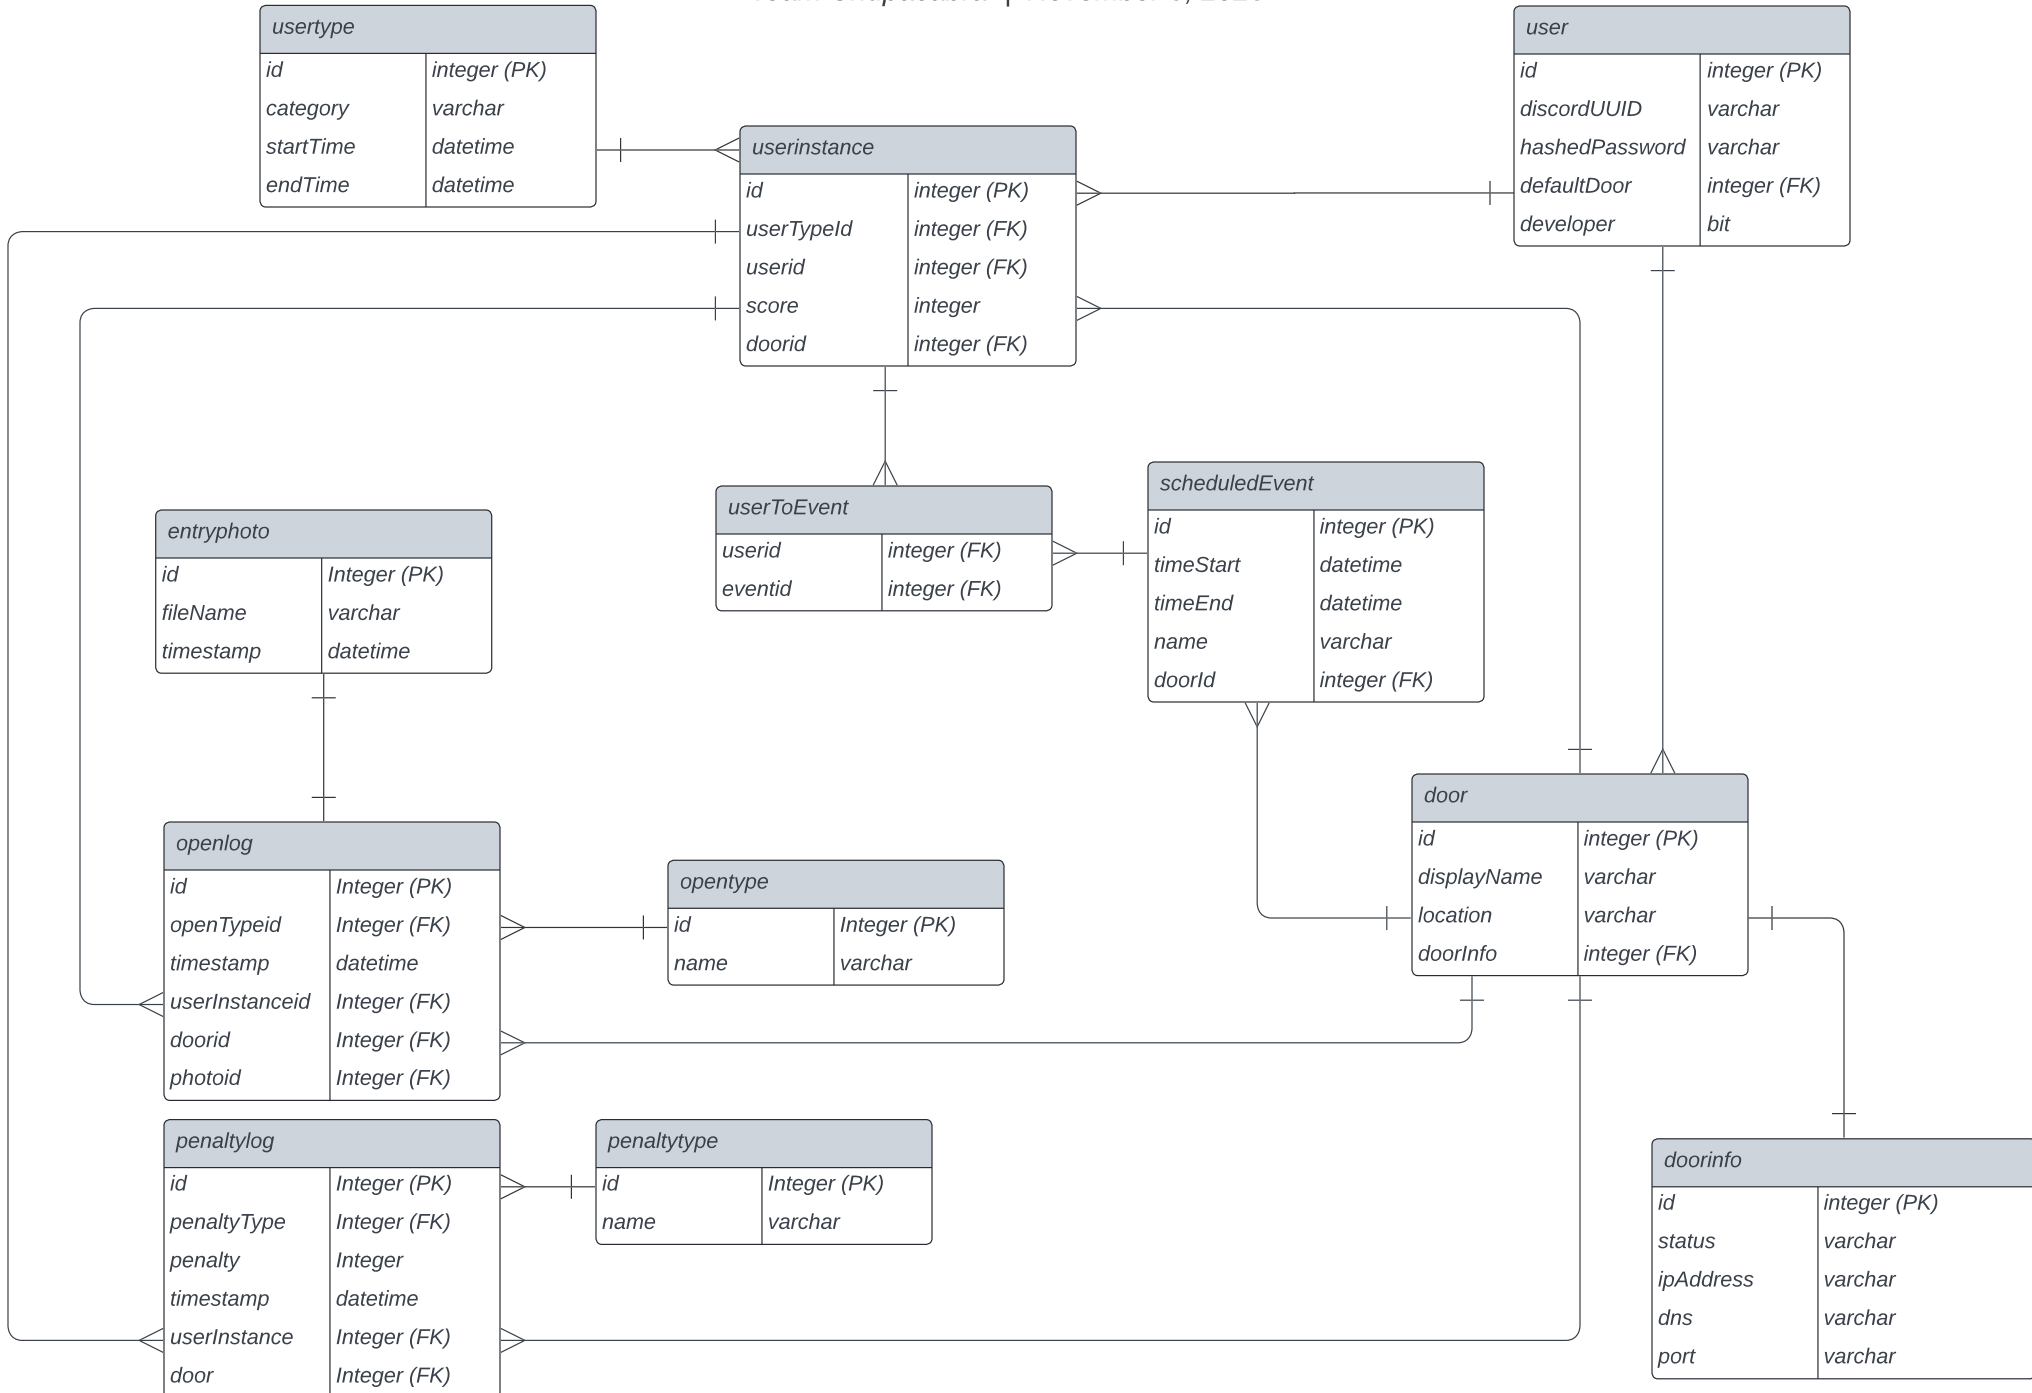 usertype
id integer (PK)
category varchar
startTime datetime
endTime datetime
user
id integer (PK)
discordUUID varchar
hashedPassword varchar
defaultDoor integer (FK)
developer bit
userinstance
id integer (PK)
userTypeId integer (FK)
userid integer (FK)
score integer
doorid integer (FK)
userToEvent
userid integer (FK)
eventid integer (FK)
scheduledEvent
id integer (PK)
timeStart datetime
timeEnd datetime
name varchar
doorId integer (FK)
entryphoto
id Integer (PK)
fileName varchar
timestamp datetime
openlog
id Integer (PK)
openTypeid Integer (FK)
timestamp datetime
userInstanceid Integer (FK)
doorid Integer (FK)
photoid Integer (FK)
opentype
id Integer (PK)
name varchar
door
id integer (PK)
displayName varchar
location varchar
doorInfo integer (FK)
penaltylog
id Integer (PK)
penaltyType Integer (FK)
penalty Integer
timestamp datetime
userInstance Integer (FK)
door Integer (FK)
penaltytype
id Integer (PK)
name varchar
doorinfo
id integer (PK)
status varchar
ipAddress varchar
dns varchar
port varchar